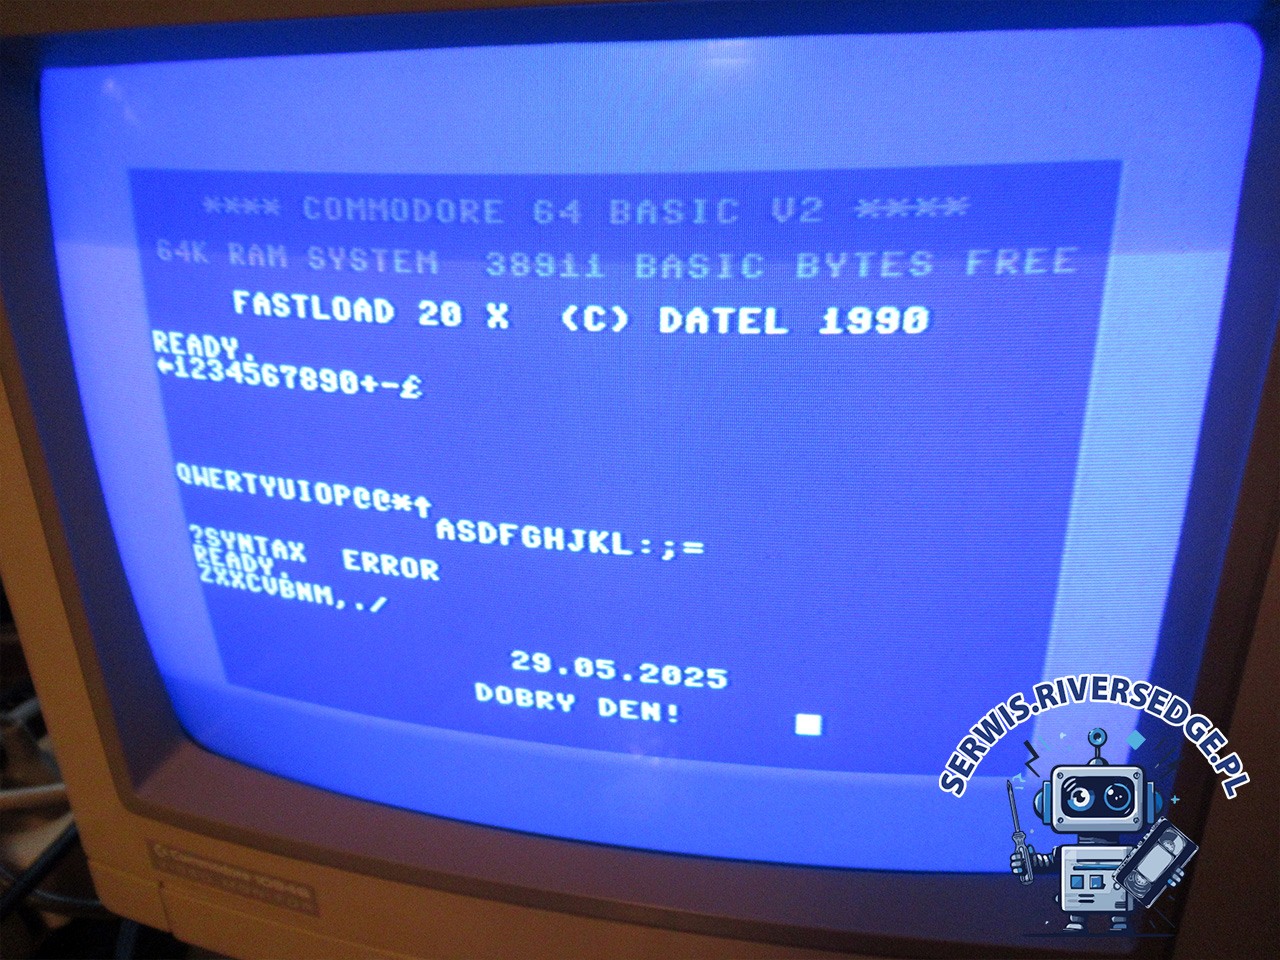 **** COMMODORE 64 BASIC V2 ****
64K RAM SYSTEM 38911 BASIC BYTES FREE
FASTLOAD 20 X (C) DATEL 1990
READY.
←1234567890+-£
QWERTYUIOP@@*↑
ASDFGHJKL:;=
?SYNTAX ERROR
READY.
ZXXCVBNM,./
29.05.2025
DOBRY DEN!
SERWIS.RIVERSEDGE.PL
Commodore